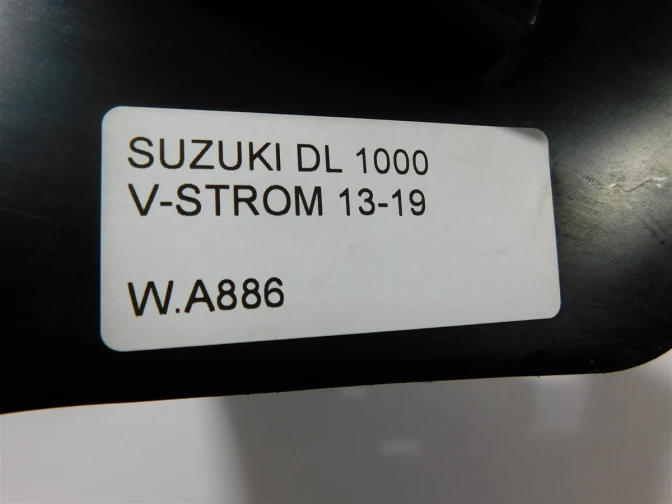 SUZUKI DL 1000
V-STROM 13-19
W.A886